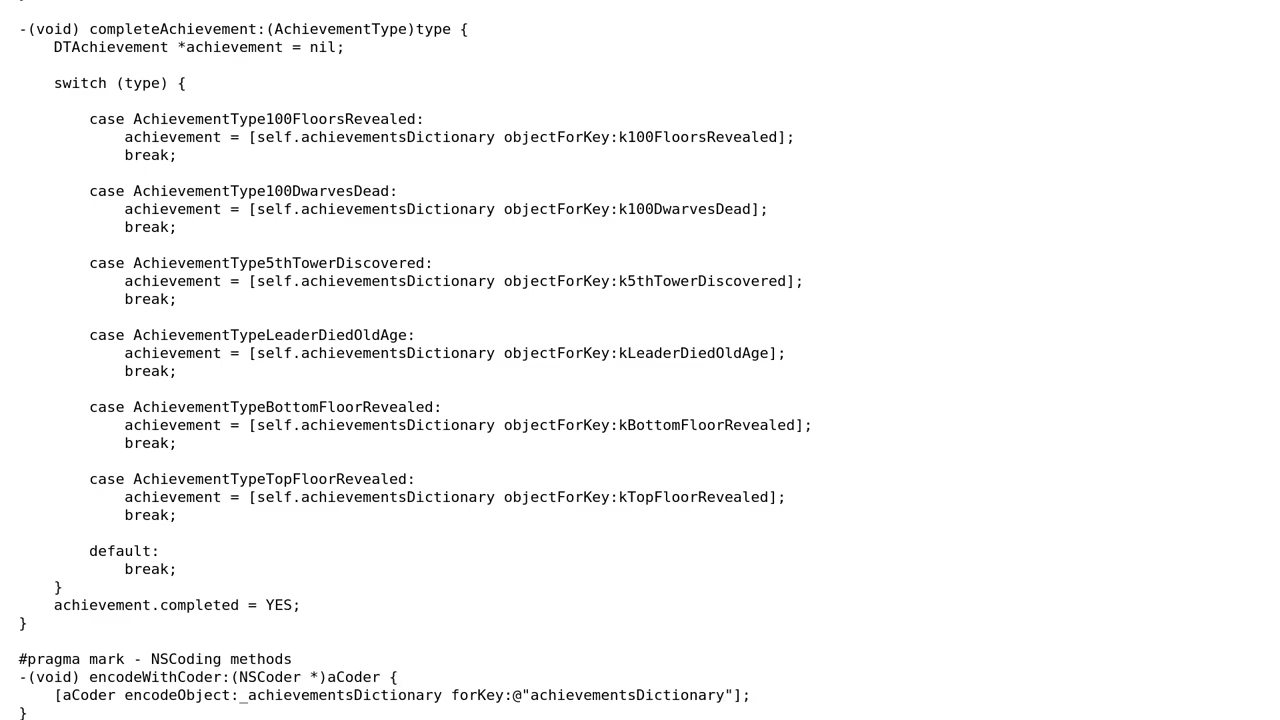 -(void) completeAchievement:(AchievementType)type {
    DTAchievement *achievement = nil;
    switch (type) {
        case AchievementType100FloorsRevealed:
            achievement = [self.achievementsDictionary objectForKey:k100FloorsRevealed];
            break;
        case AchievementType100DwarvesDead:
            achievement = [self.achievementsDictionary objectForKey:k100DwarvesDead];
            break;
        case AchievementType5thTowerDiscovered:
            achievement = [self.achievementsDictionary objectForKey:k5thTowerDiscovered];
            break;
        case AchievementTypeLeaderDiedOldAge:
            achievement = [self.achievementsDictionary objectForKey:kLeaderDiedOldAge];
            break;
        case AchievementTypeBottomFloorRevealed:
            achievement = [self.achievementsDictionary objectForKey:kBottomFloorRevealed];
            break;
        case AchievementTypeTopFloorRevealed:
            achievement = [self.achievementsDictionary objectForKey:kTopFloorRevealed];
            break;
        default:
            break;
    }
    achievement.completed = YES;
}
#pragma mark - NSCoding methods
-(void) encodeWithCoder:(NSCoder *)aCoder {
    [aCoder encodeObject:_achievementsDictionary forKey:@"achievementsDictionary"];
}